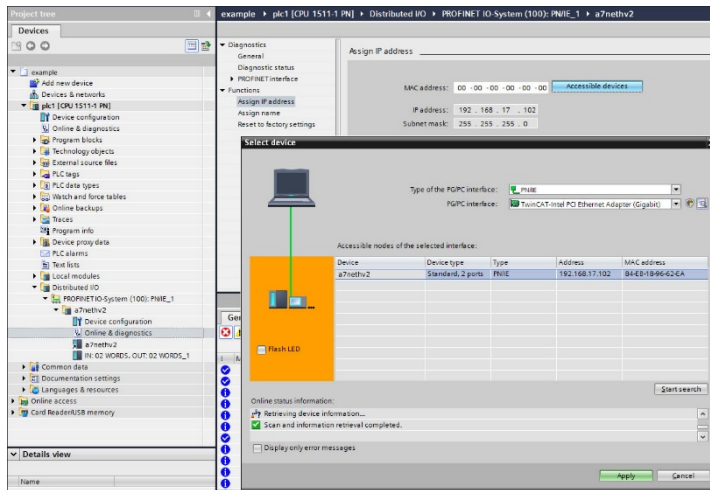 Project tree
example ▸ plc1 [CPU 1511-1 PN] ▸ Distributed I/O ▸ PROFINET IO-System (100): PN/IE_1 ▸ a7nethv2
Devices
example
Add new device
Devices & networks
plc1 [CPU 1511-1 PN]
Device configuration
Online & diagnostics
Program blocks
Technology objects
External source files
PLC tags
PLC data types
Watch and force tables
Online backups
Traces
Program info
Device proxy data
PLC alarms
Text lists
Local modules
Distributed I/O
PROFINET IO-System (100): PN/IE_1
a7nethv2
Device configuration
Online & diagnostics
a7nethv2
IN: 02 WORDS, OUT: 02 WORDS_1
Common data
Documentation settings
Languages & resources
Online access
Card Reader/USB memory
Details view
Name
Diagnostics
General
Diagnostic status
PROFINET interface
Functions
Assign IP address
Assign name
Reset to factory settings
Assign IP address
MAC address: 00 -00 -00 -00 -00 -00 Accessible devices
IP address: 192 . 168 . 17 . 102
Subnet mask: 255 . 255 . 255 . 0
Select device
Type of the PG/PC interface: PN/IE
PG/PC interface: TwinCAT-Intel PCI Ethernet Adapter (Gigabit)
Accessible nodes of the selected interface:
Device Device type Type Address MAC address
a7nethv2 Standard, 2 ports PN/IE 192.168.17.102 84-ED-18-96-62-EA
Flash LED
Start search
Online status information:
Retrieving device information...
Scan and information retrieval completed.
Display only error messages
Apply Cancel
Ger